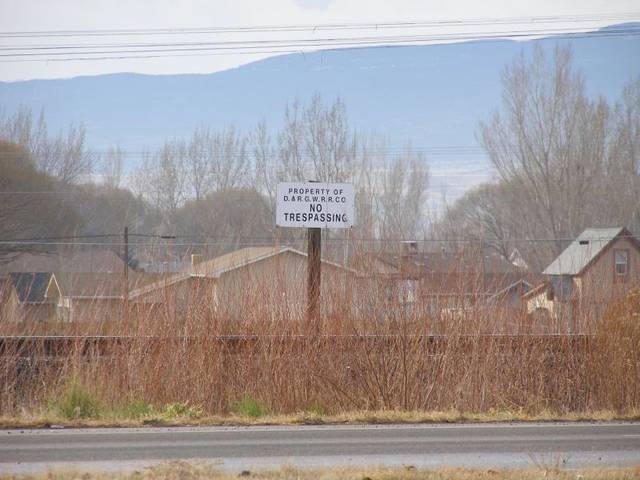 PROPERTY OF
D.&R.G.W.R.R.CO.
NO
TRESPASSING